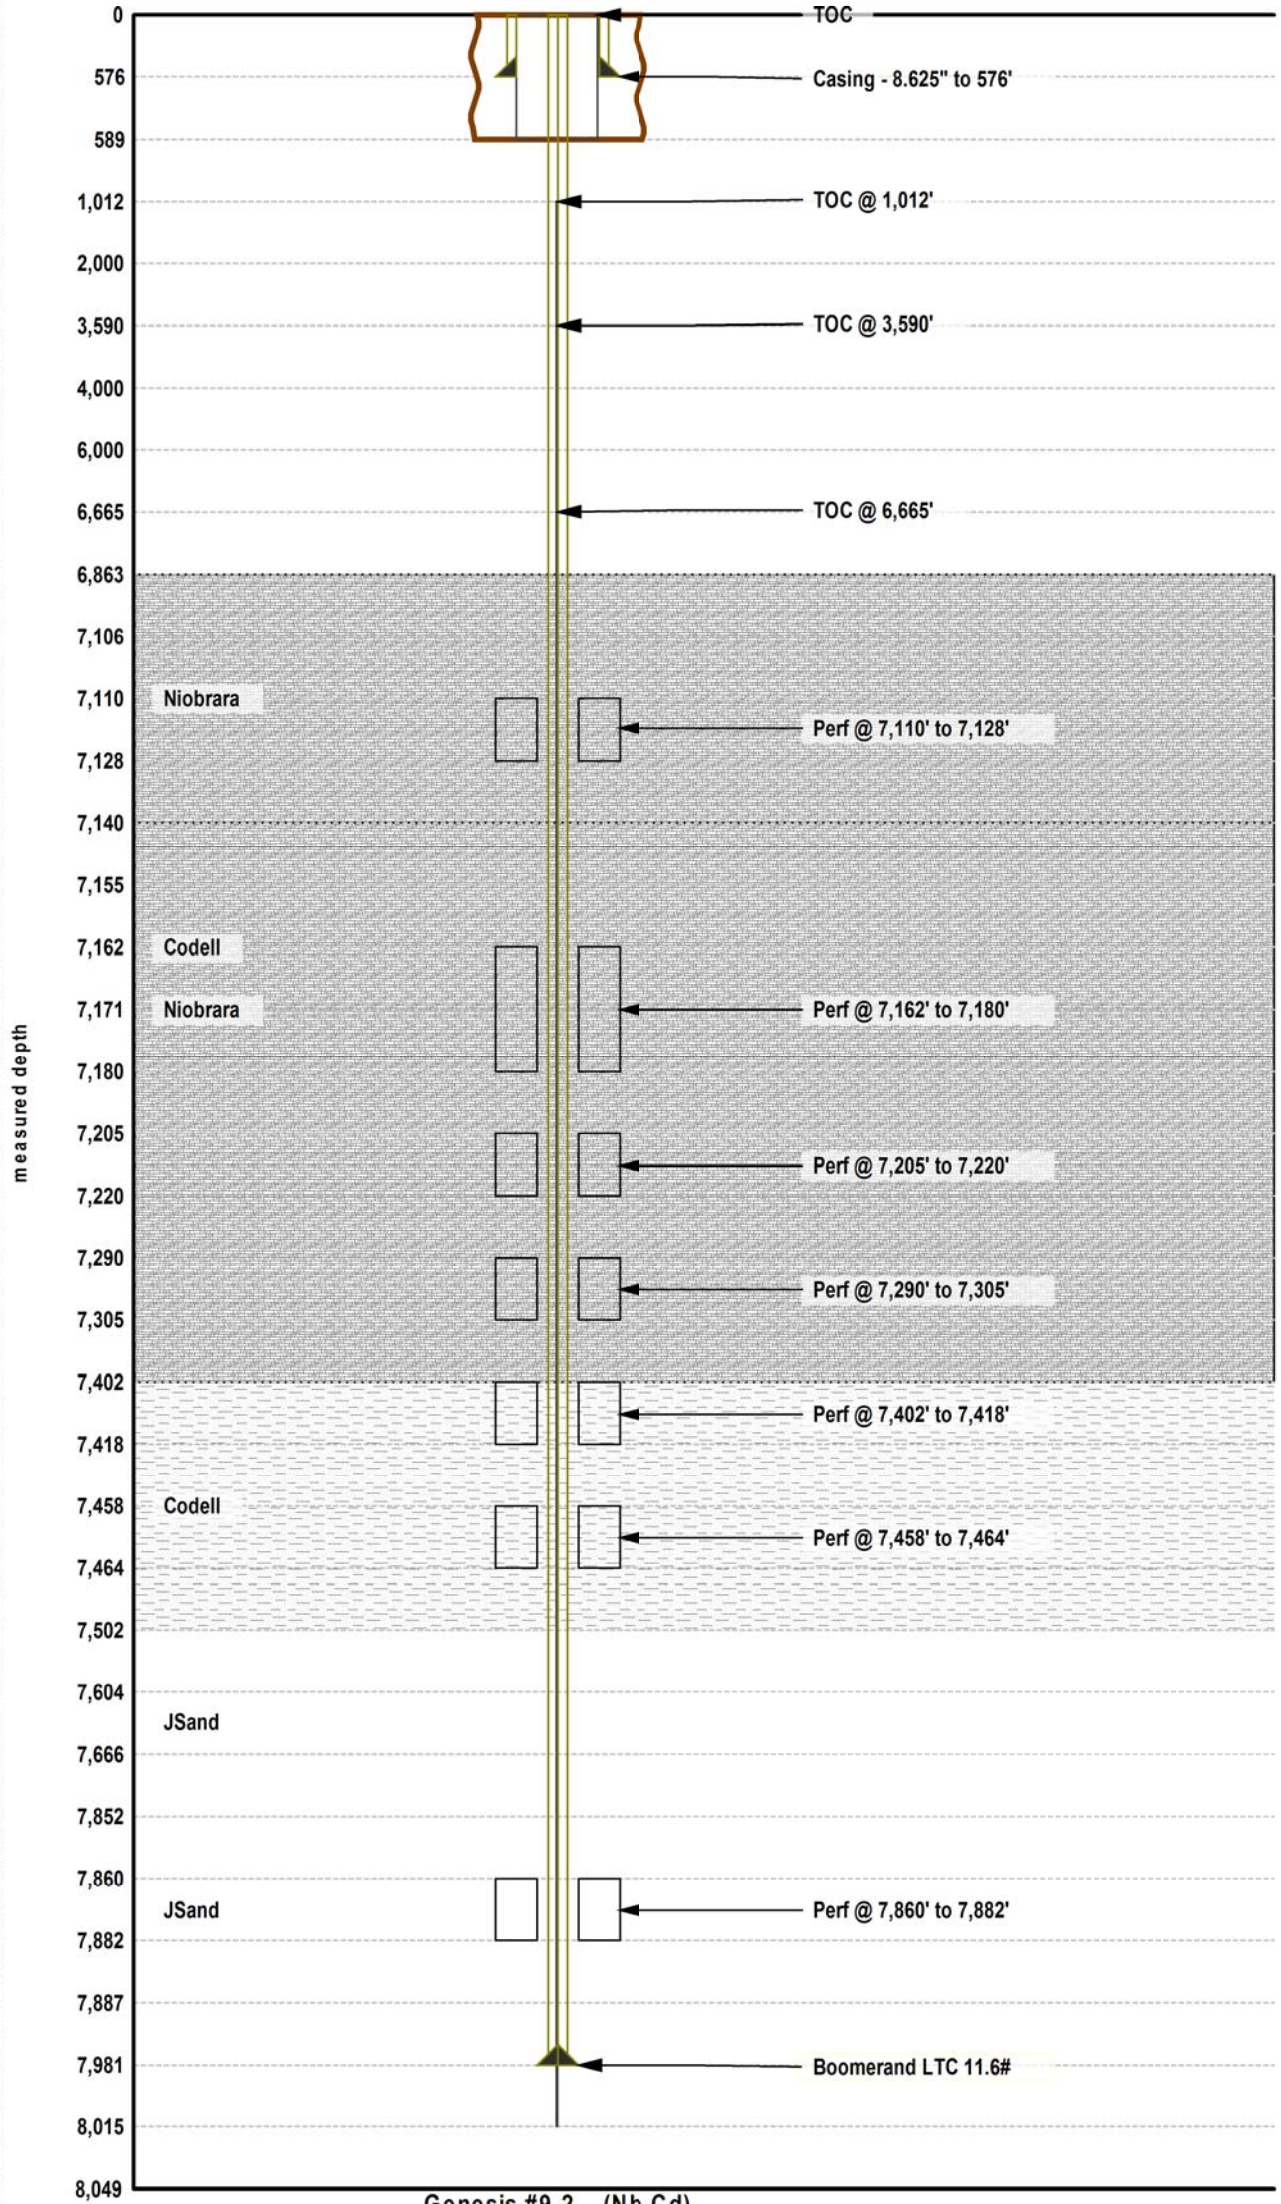 0 TOC
576 Casing - 8.625" to 576'
589
1,012 TOC @ 1,012'
2,000
3,590 TOC @ 3,590'
4,000
6,000
6,665 TOC @ 6,665'
6,863
7,106
7,110 Niobrara
Perf @ 7,110' to 7,128'
7,128
7,140
7,155
7,162 Codell
7,171 Niobrara Perf @ 7,162' to 7,180'
measured depth
7,180
7,205
Perf @ 7,205' to 7,220'
7,220
7,290
Perf @ 7,290' to 7,305'
7,305
7,402
Perf @ 7,402' to 7,418'
7,418
7,458 Codell
Perf @ 7,458' to 7,464'
7,464
7,502
7,604
JSand
7,666
7,852
7,860
JSand Perf @ 7,860' to 7,882'
7,882
7,887
7,981 Boomerand LTC 11.6#
8,015
8,049
Genesis #9-2 (Nb-Cd)